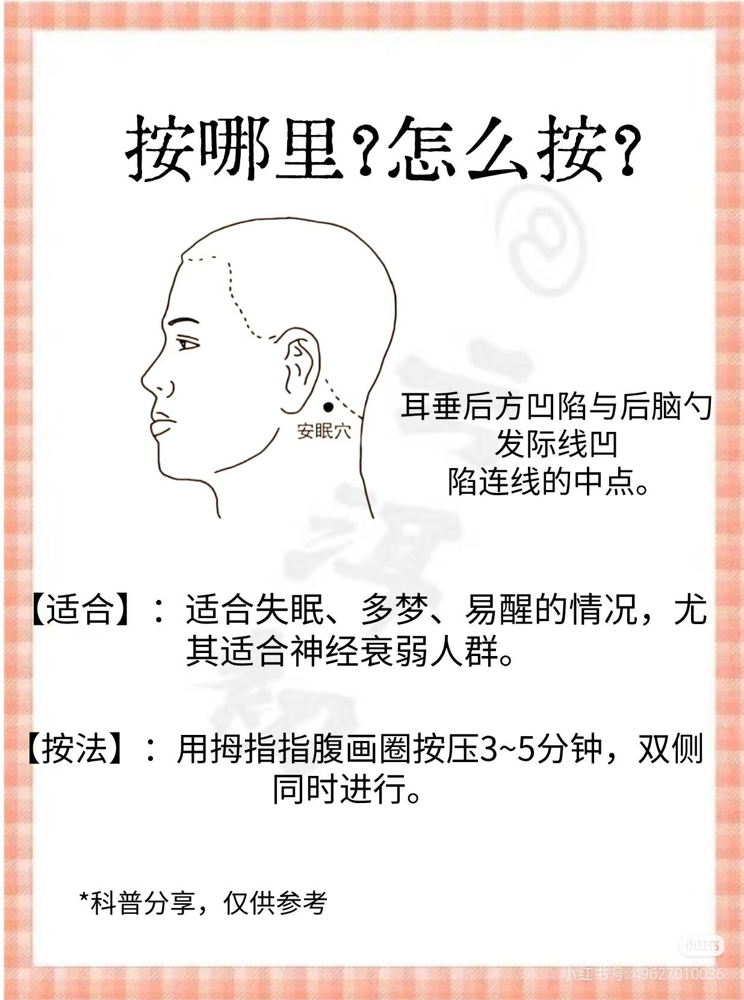 按哪里?怎么按?
安眠穴
耳垂后方凹陷与后脑勺
发际线凹
陷连线的中点。
【适合】：适合失眠、多梦、易醒的情况，尤
其适合神经衰弱人群。
【按法】：用拇指指腹画圈按压3~5分钟，双侧
同时进行。
*科普分享，仅供参考
小红书
小红书号: 49627010036